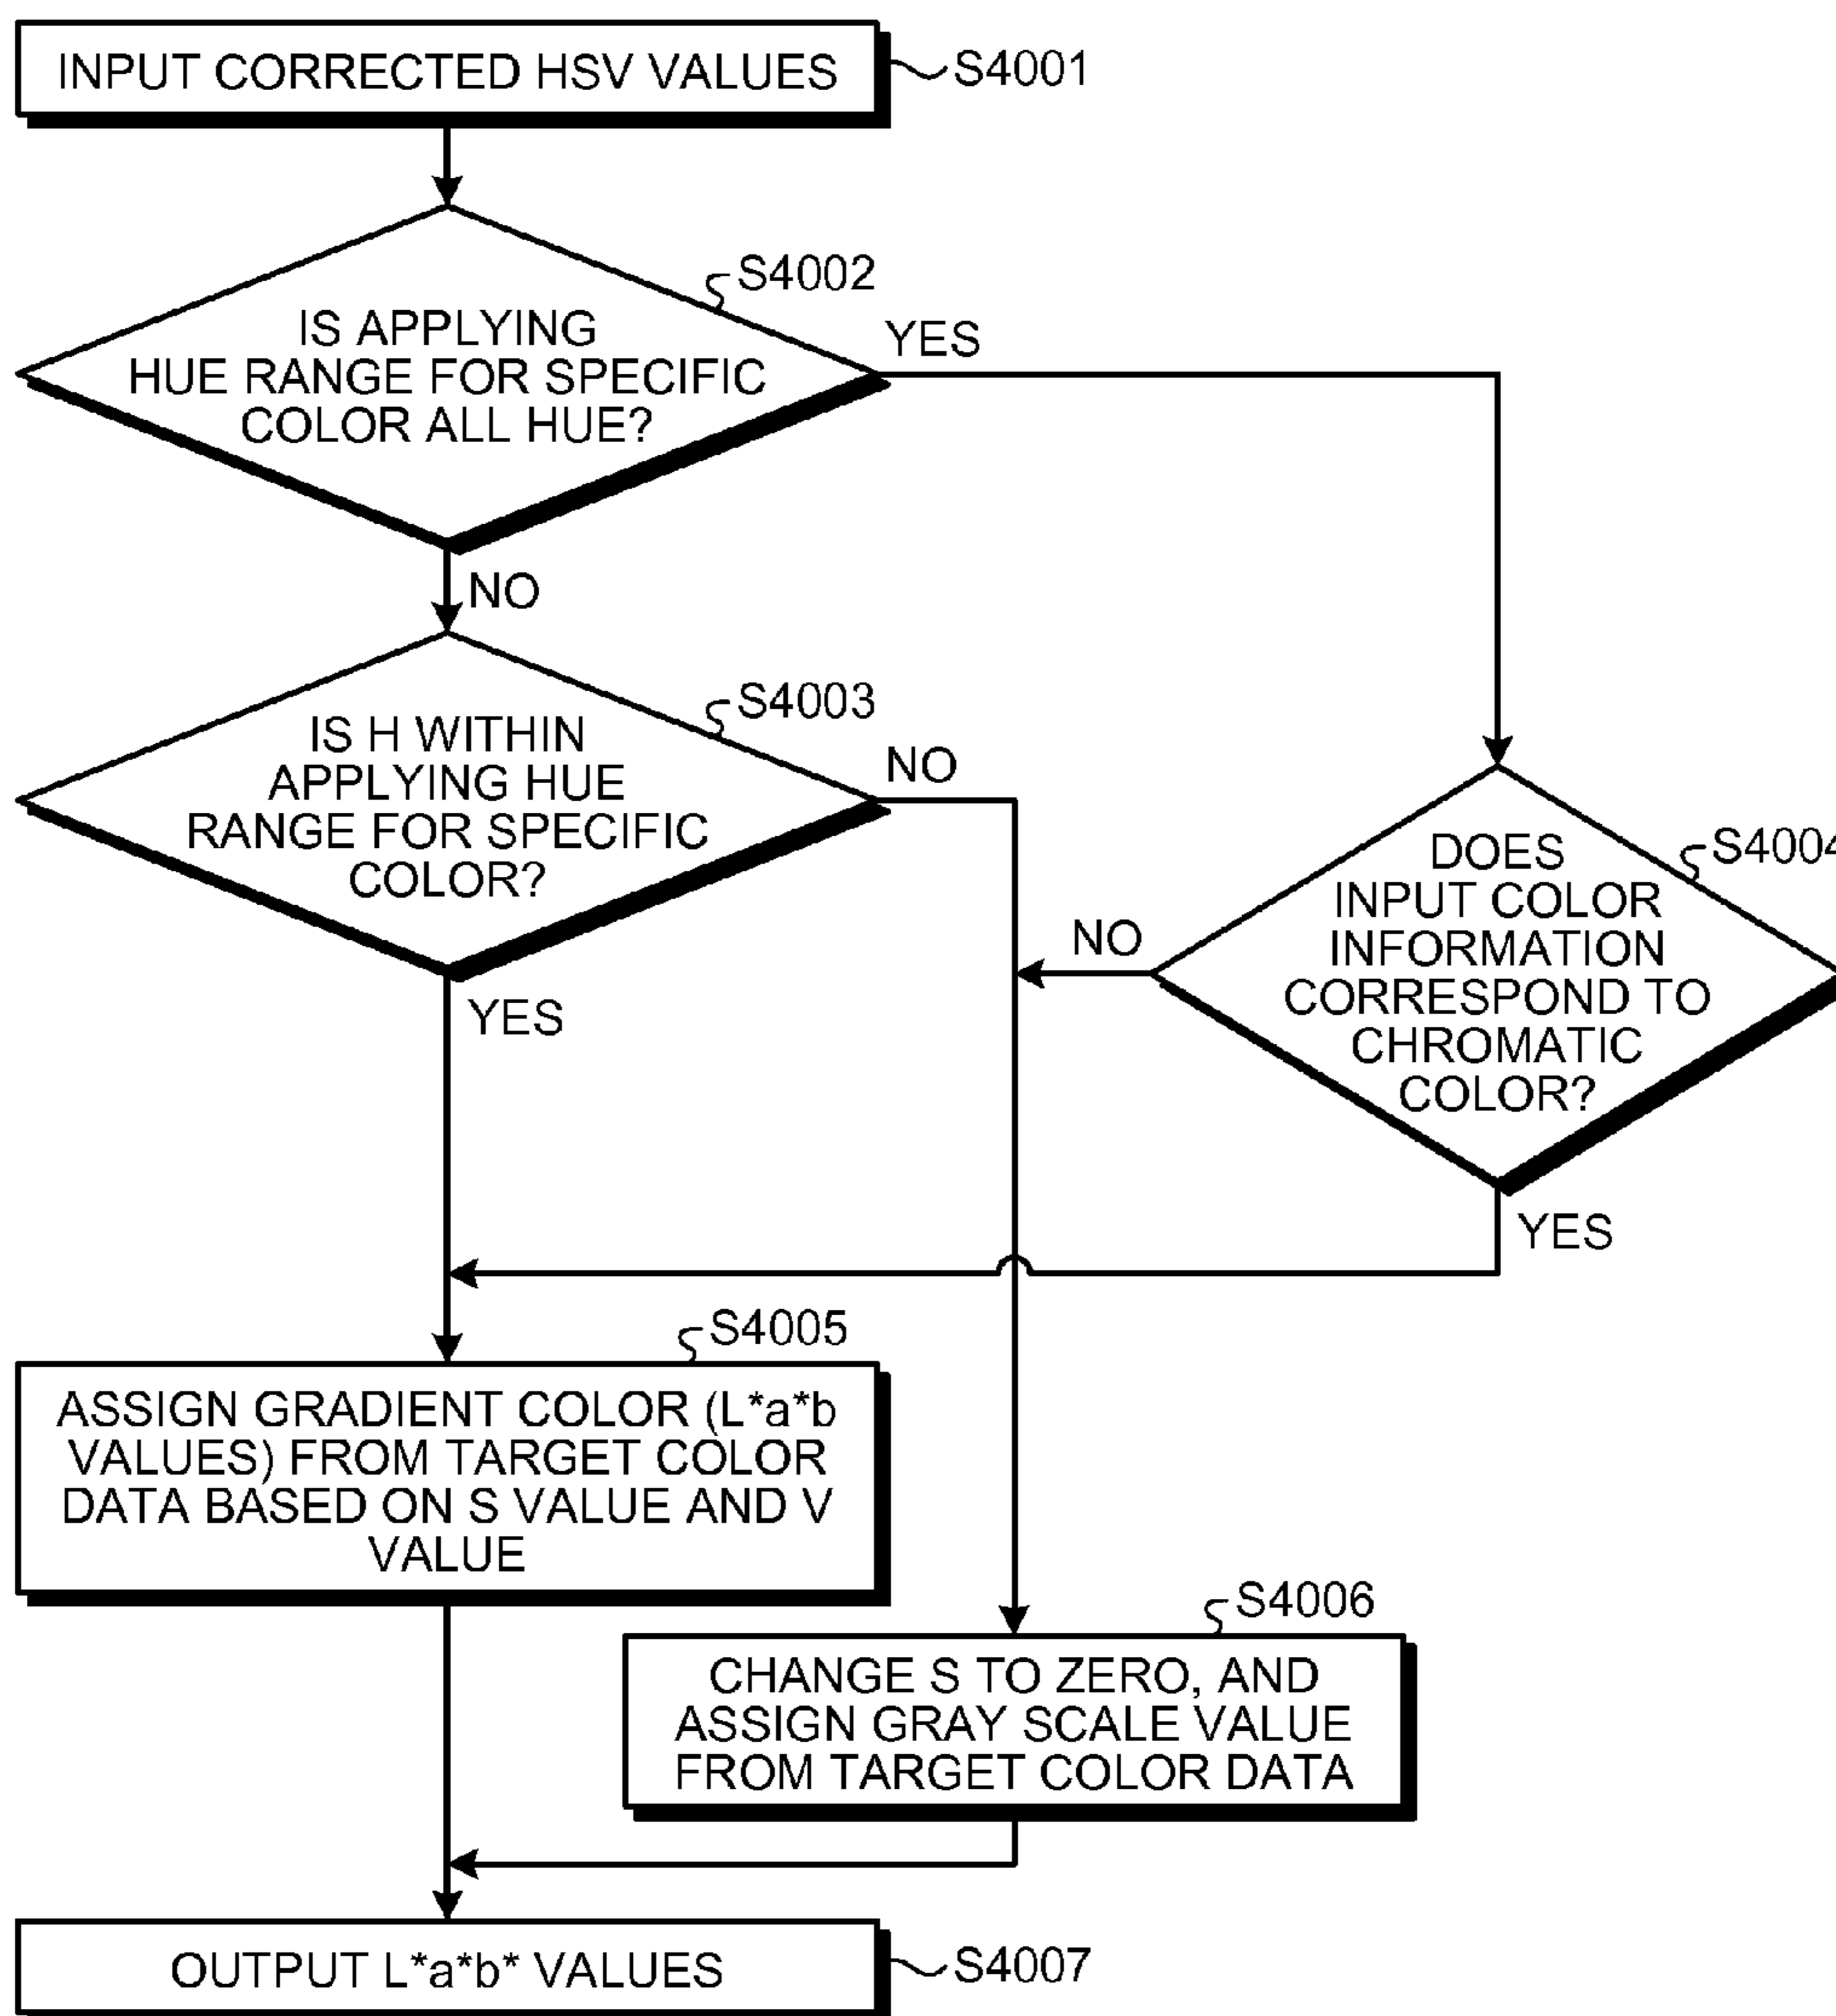 INPUT CORRECTED HSV VALUES
S4001
S4002
IS APPLYING
HUE RANGE FOR SPECIFIC
COLOR ALL HUE?
YES
NO
S4003
IS H WITHIN
APPLYING HUE
RANGE FOR SPECIFIC
COLOR?
NO
YES
S4004
DOES
INPUT COLOR
INFORMATION
CORRESPOND TO
CHROMATIC
COLOR?
NO
YES
S4005
ASSIGN GRADIENT COLOR (L*a*b
VALUES) FROM TARGET COLOR
DATA BASED ON S VALUE AND V
VALUE
S4006
CHANGE S TO ZERO, AND
ASSIGN GRAY SCALE VALUE
FROM TARGET COLOR DATA
OUTPUT L*a*b* VALUES
S4007